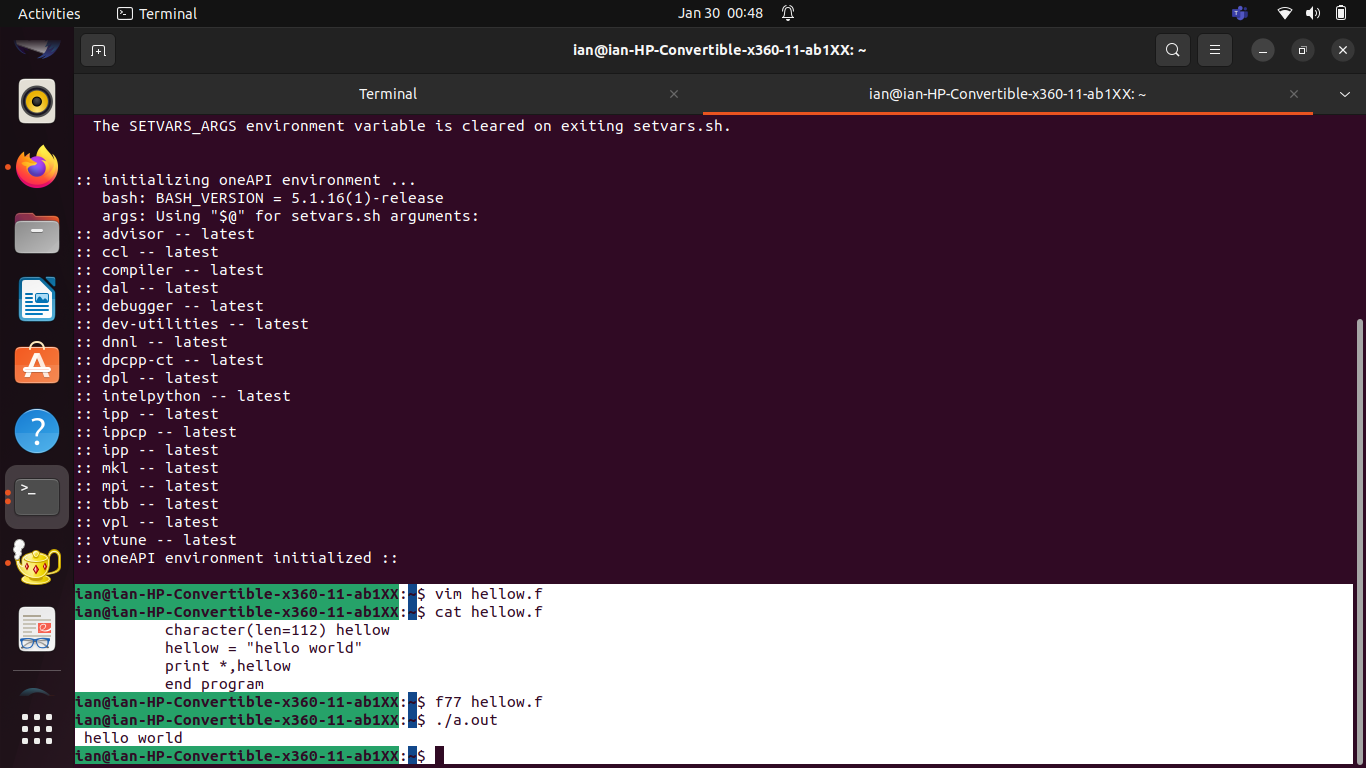 Activities
Terminal
Jan 30 00:48
ian@ian-HP-Convertible-x360-11-ab1XX: ~
Terminal
ian@ian-HP-Convertible-x360-11-ab1XX: ~
The SETVARS_ARGS environment variable is cleared on exiting setvars.sh.
:: initializing oneAPI environment ...
bash: BASH_VERSION = 5.1.16(1)-release
args: Using "$@" for setvars.sh arguments:
:: advisor -- latest
:: ccl -- latest
:: compiler -- latest
:: dal -- latest
:: debugger -- latest
:: dev-utilities -- latest
:: dnnl -- latest
:: dpcpp-ct -- latest
:: dpl -- latest
:: intelpython -- latest
:: ipp -- latest
:: ippcp -- latest
:: ipp -- latest
:: mkl -- latest
:: mpi -- latest
:: tbb -- latest
:: vpl -- latest
:: vtune -- latest
:: oneAPI environment initialized ::
ian@ian-HP-Convertible-x360-11-ab1XX:~$ vim hellow.f
ian@ian-HP-Convertible-x360-11-ab1XX:~$ cat hellow.f
character(len=112) hellow
hellow = "hello world"
print *,hellow
end program
ian@ian-HP-Convertible-x360-11-ab1XX:~$ f77 hellow.f
ian@ian-HP-Convertible-x360-11-ab1XX:~$ ./a.out
hello world
ian@ian-HP-Convertible-x360-11-ab1XX:~$